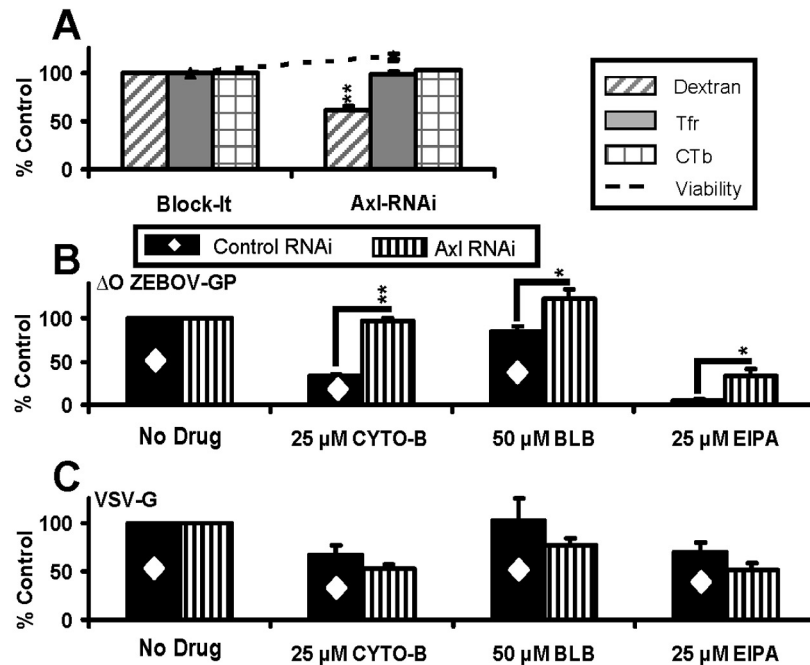 A
% Control
100
50
0
**
Block-It
Axl-RNAi
Dextran
Tfr
CTb
Viability
Control RNAi
Axl RNAi
B
ΔO ZEBOV-GP
% Control
100
50
0
**
*
*
No Drug
25 µM CYTO-B
50 µM BLB
25 µM EIPA
C
VSV-G
% Control
100
50
0
No Drug
25 µM CYTO-B
50 µM BLB
25 µM EIPA